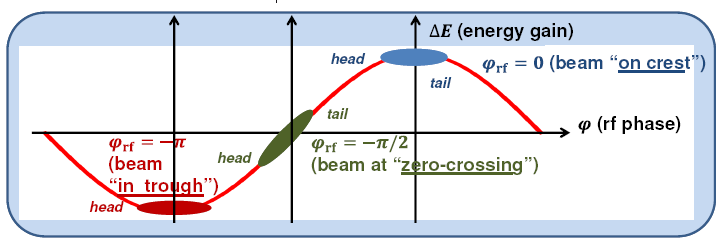 ΔE (energy gain)
head
φrf = 0 (beam “on crest”)
tail
tail
φ (rf phase)
φrf = −π
(beam
“in trough”)
head
φrf = −π/2
(beam at “zero-crossing”)
head